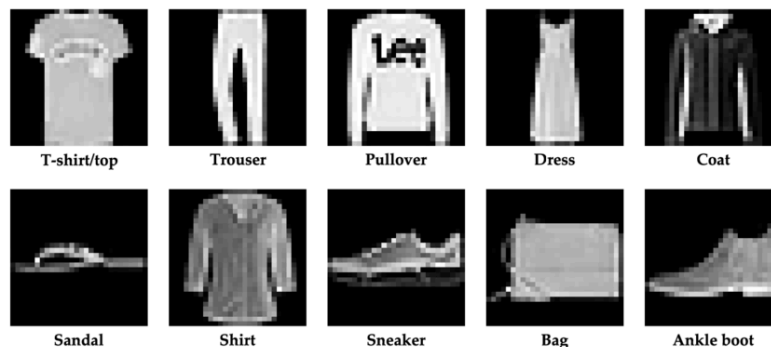 Lee
T-shirt/top
Trouser
Pullover
Dress
Coat
Sandal
Shirt
Sneaker
Bag
Ankle boot